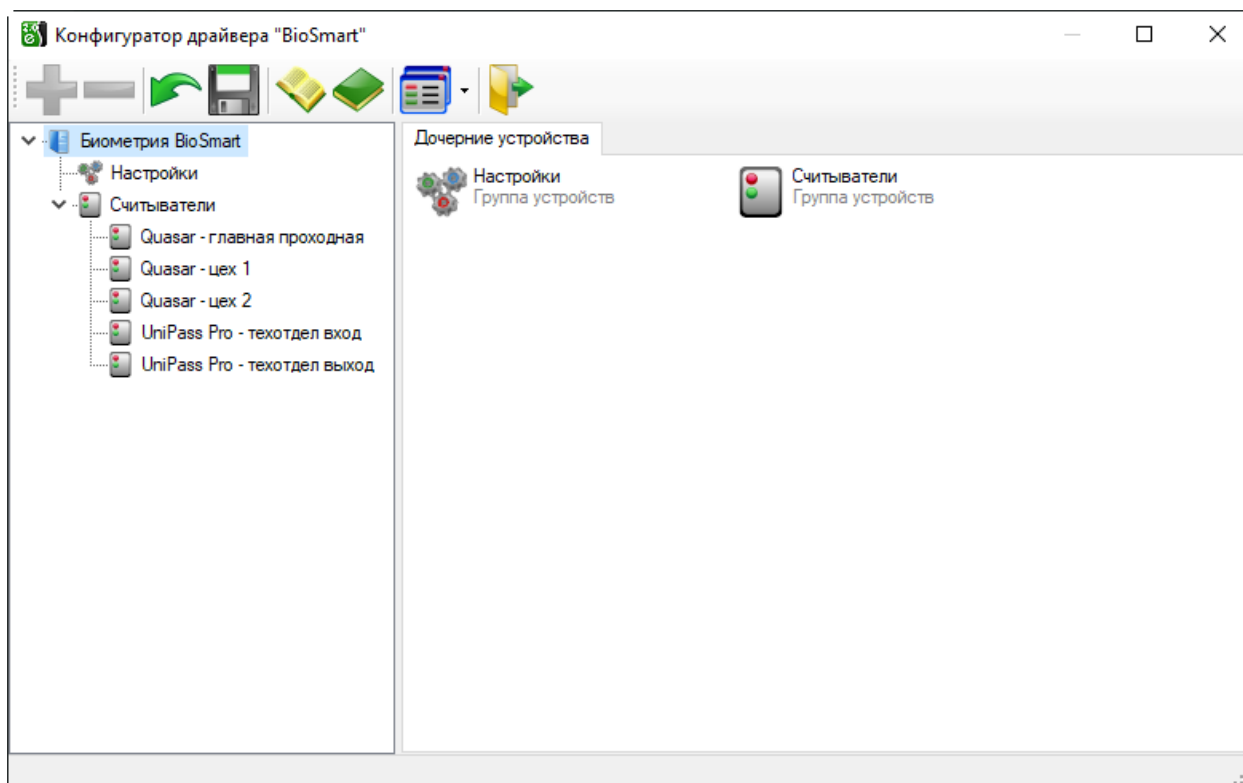 Конфигуратор драйвера "BioSmart"
Биометрия BioSmart
Настройки
Считыватели
Quasar - главная проходная
Quasar - цех 1
Quasar - цех 2
UniPass Pro - техотдел вход
UniPass Pro - техотдел выход
Дочерние устройства
Настройки
Группа устройств
Считыватели
Группа устройств